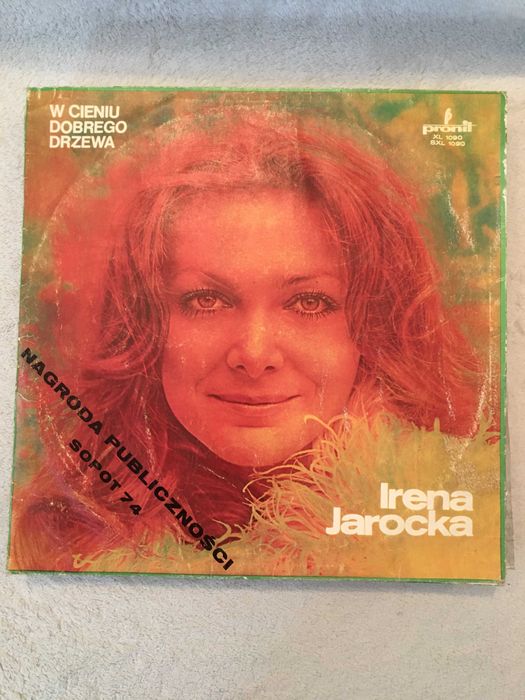 W CIENIU
DOBREGO
DRZEWA
pronit
XL 1090
SXL 1090
NAGRODA PUBLICZNOŚCI
SOPOT 74
Irena
Jarocka